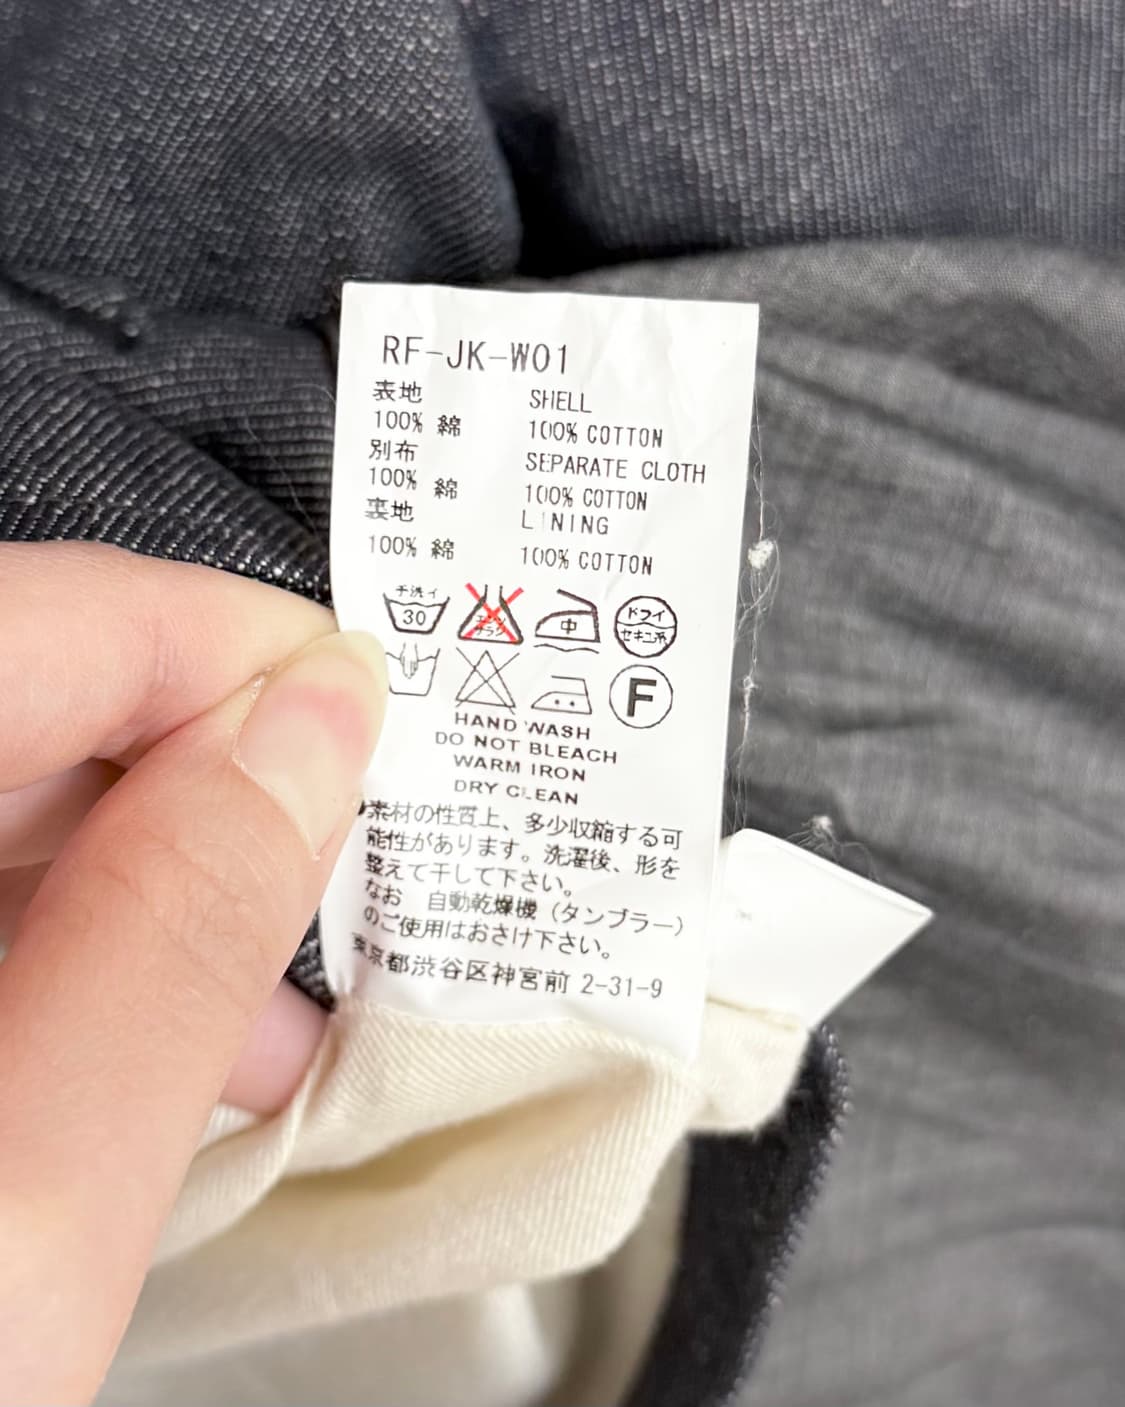 RF-JK-W01
表地 SHELL
100% 綿 100% COTTON
別布 SEPARATE CLOTH
100% 綿 100% COTTON
裏地 LINING
100% 綿 100% COTTON
手洗イ
30
エンソ
サラシ
中
ドライ
セキユ系
F
HAND WASH
DO NOT BLEACH
WARM IRON
DRY CLEAN
●素材の性質上、多少収縮する可
能性があります。洗濯後、形を
整えて干して下さい。
なお 自動乾燥機（タンブラー）
のご使用はおさけ下さい。
東京都渋谷区神宮前 2-31-9